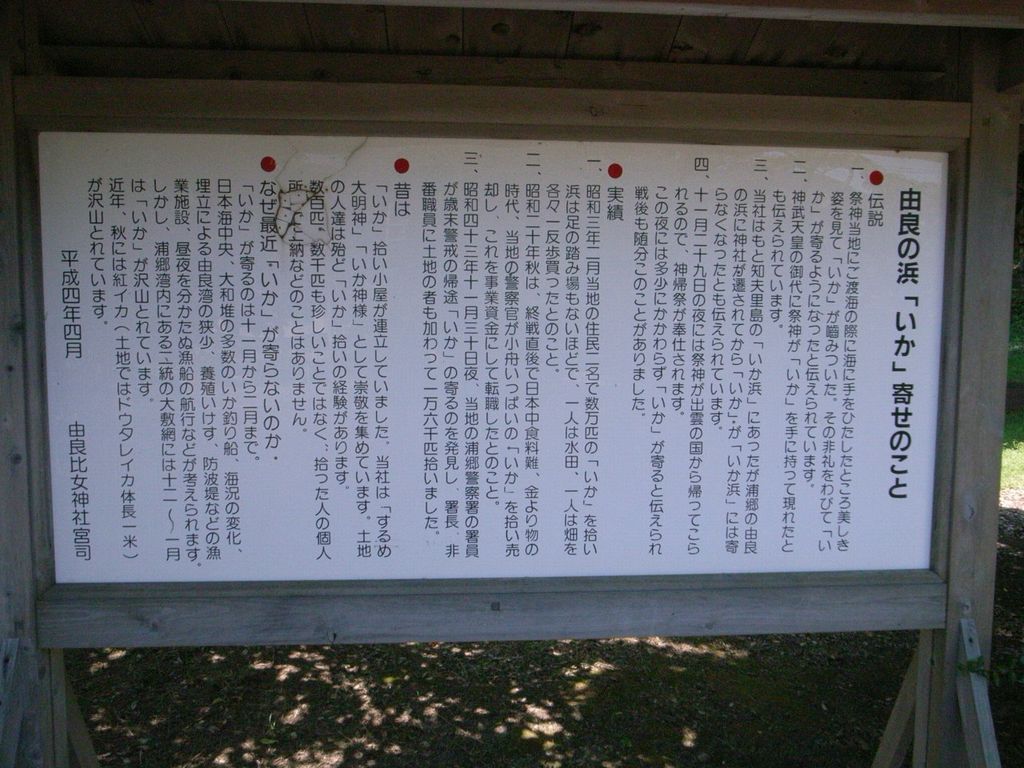 由良の浜「いか」寄せのこと
伝説
一、祭神当地にご渡海の際に海に手をひたしたところ美しき
姿を見て「いか」が噛みついた。その非礼をわびて「い
か」が寄るようになったと伝えられています。
二、神武天皇の御代に祭神が「いか」を手に持って現れたと
も伝えられています。
三、当社はもと知夫里島の「いか浜」にあったが浦郷の由良
の浜に神社が遷されてから「いか」が「いか浜」には寄
らなくなったとも伝えられています。
四、十一月二十九日の夜には祭神が出雲の国から帰ってこら
れるので、神帰祭が奉仕されます。
この夜には多少にかかわらず「いか」が寄ると伝えられ
戦後も随分このことがありました。
実績
一、昭和三年二月当地の住民二名で数万匹の「いか」を拾い
浜は足の踏み場もないほどで、一人は水田、一人は畑を
各々一反歩買ったとのこと。
二、昭和二十年秋は、終戦直後で日本中食料難、金より物の
時代、当地の警察官が小舟いっぱいの「いか」を拾い売
却し、これを事業資金にして転職したとのこと。
三、昭和四十三年十一月三十日夜、当地の浦郷警察署の署員
が歳末警戒の帰途「いか」の寄るのを発見し、署長、非
番職員に土地の者も加わって一万六千匹拾いました。
昔は
「いか」拾い小屋が連立していました。当社は「するめ
大明神」「いか神様」として崇敬を集めています。土地
の人達は殆ど「いか」拾いの経験があります。
数百匹、数千匹も珍しいことではなく、拾った人の個人
所に上納などのことはありません。
なぜ最近「いか」が寄らないのか・
「いか」が寄るのは十一月から二月まで。
日本海中央、大和堆の多数のいか釣り船、海況の変化、
埋立による由良湾の狭少、養殖いけす、防波堤などの漁
業施設、昼夜を分かたぬ漁船の航行などが考えられます。
しかし、浦郷湾内にある二統の大敷網には十二〜一月
は「いか」が沢山とれています。
近年、秋には紅イカ(土地ではドウタレイカ体長一米)
が沢山とれています。
平成四年四月　由良比女神社宮司